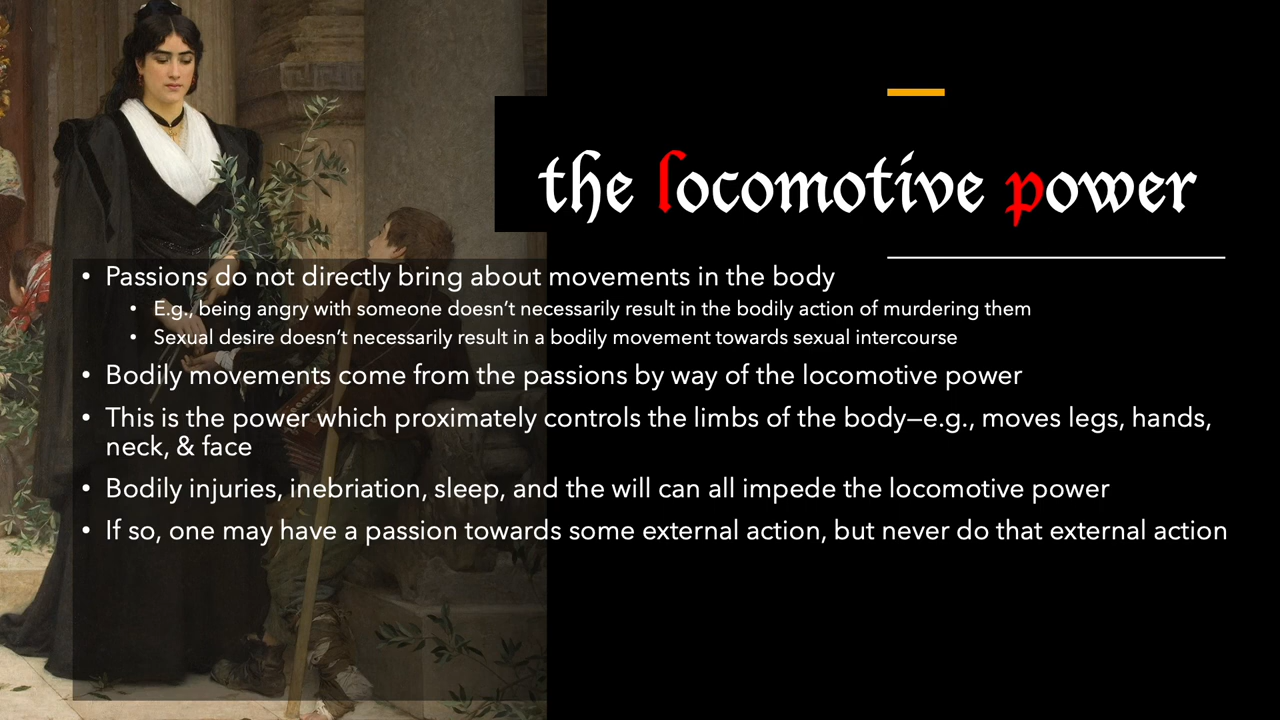 the locomotive power
• Passions do not directly bring about movements in the body
• E.g., being angry with someone doesn’t necessarily result in the bodily action of murdering them
• Sexual desire doesn’t necessarily result in a bodily movement towards sexual intercourse
• Bodily movements come from the passions by way of the locomotive power
• This is the power which proximately controls the limbs of the body—e.g., moves legs, hands,
neck, & face
• Bodily injuries, inebriation, sleep, and the will can all impede the locomotive power
• If so, one may have a passion towards some external action, but never do that external action